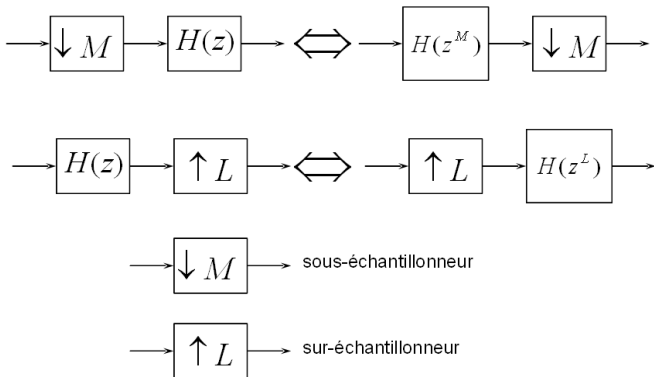 ↓ M H(z) ⇔ H(z^M) ↓ M
H(z) ↑ L ⇔ ↑ L H(z^L)
↓ M sous-échantillonneur
↑ L sur-échantillonneur